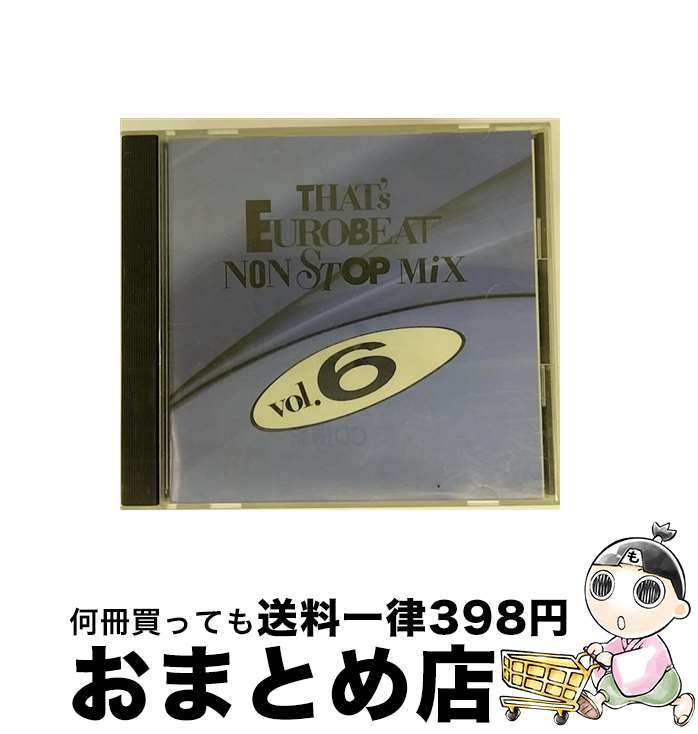 THAT's
EUROBEAT
NON STOP MiX
vol. 6
も
何冊買っても送料一律398円
おまとめ店